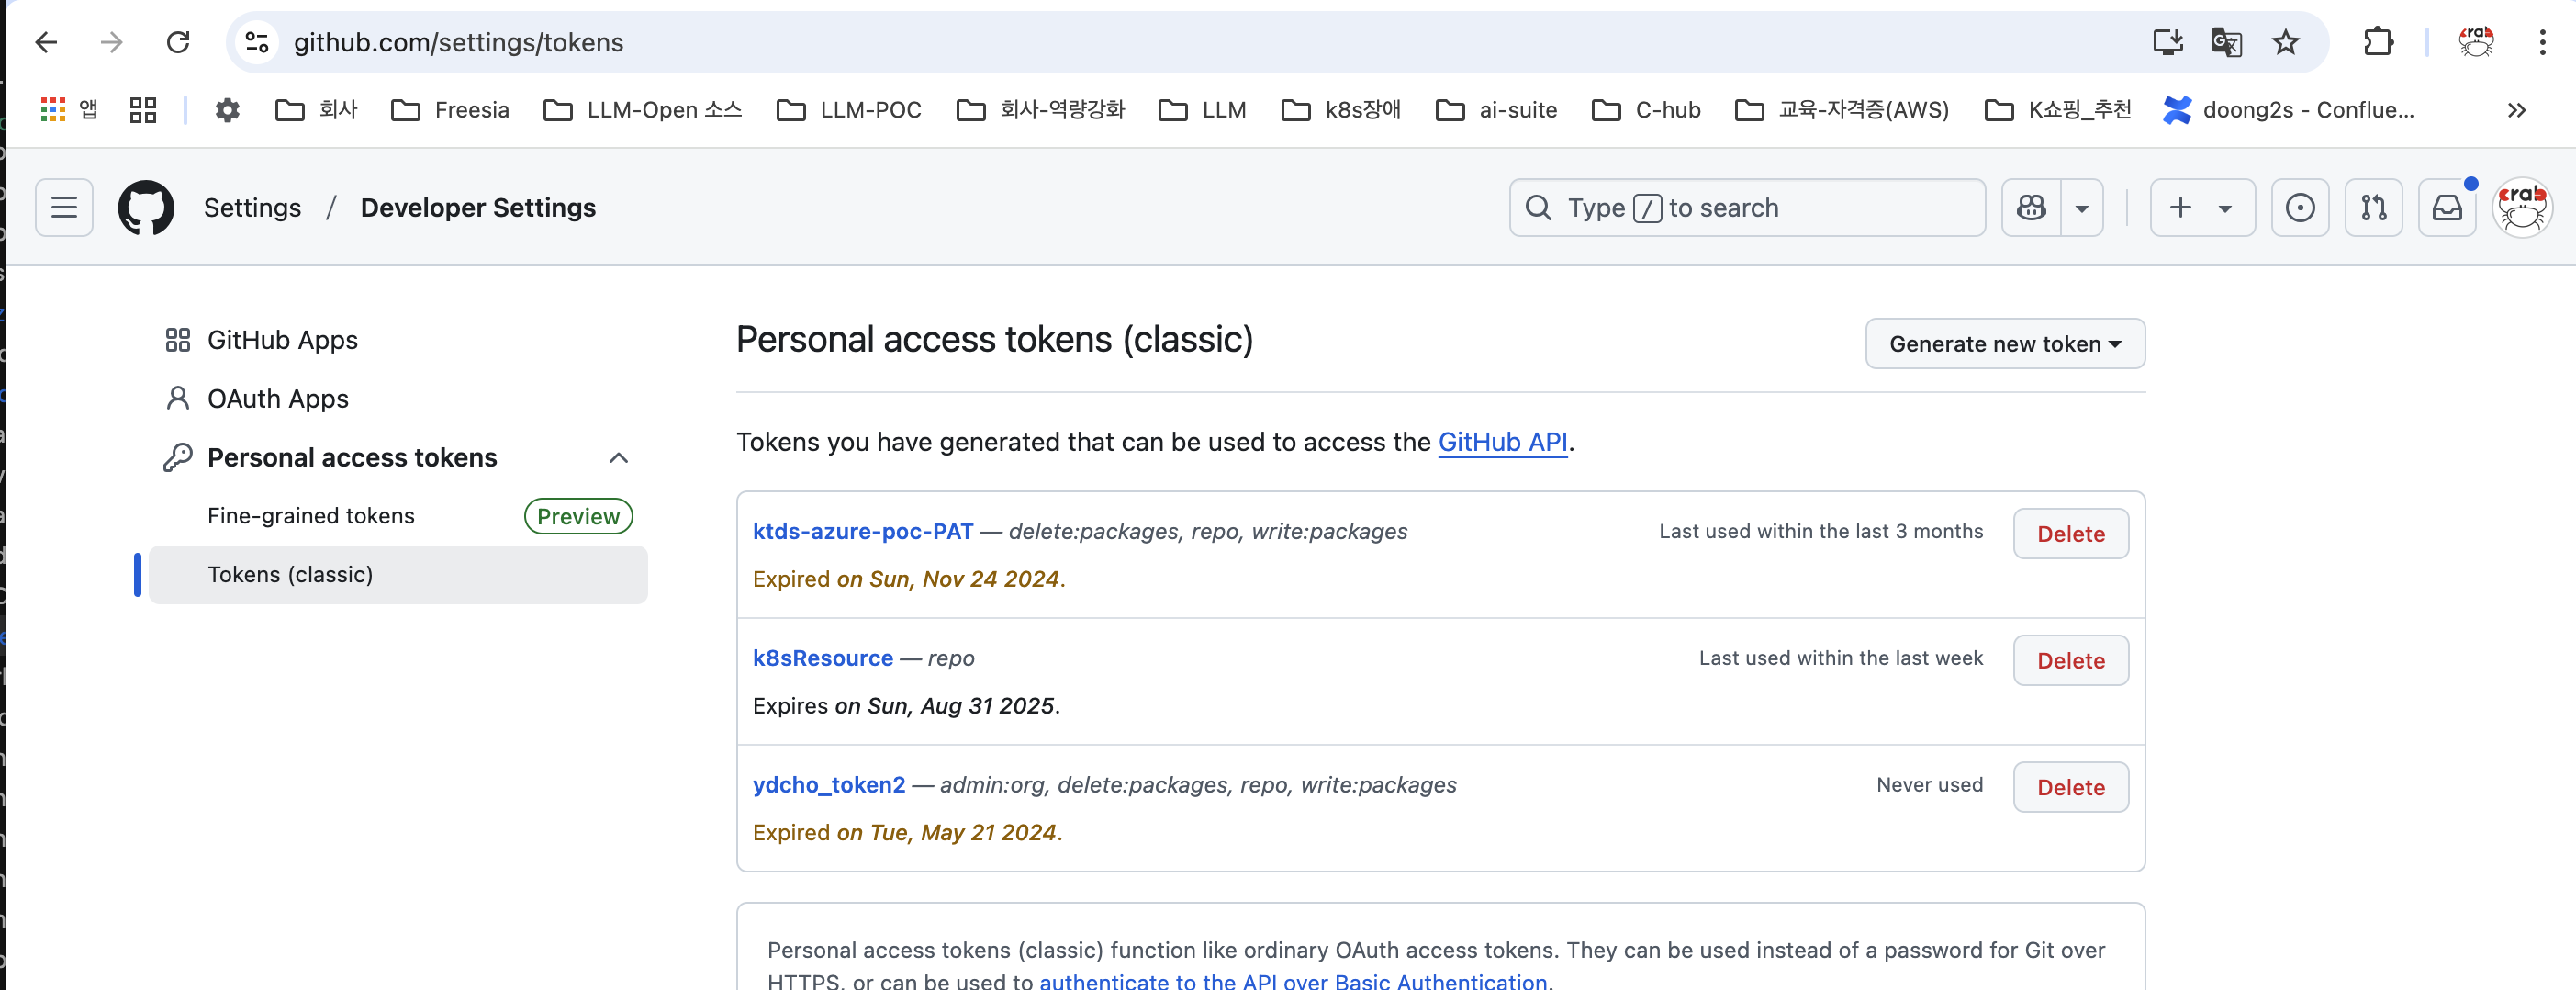 github.com/settings/tokens
앱
회사
Freesia
LLM-Open 소스
LLM-POC
회사-역량강화
LLM
k8s장애
ai-suite
C-hub
교육-자격증(AWS)
K쇼핑_추천
doong2s - Conflue...
Settings / Developer Settings
Type / to search
GitHub Apps
OAuth Apps
Personal access tokens
Fine-grained tokens Preview
Tokens (classic)
Personal access tokens (classic)
Generate new token
Tokens you have generated that can be used to access the GitHub API.
ktds-azure-poc-PAT — delete:packages, repo, write:packages
Last used within the last 3 months
Delete
Expired on Sun, Nov 24 2024.
k8sResource — repo
Last used within the last week
Delete
Expires on Sun, Aug 31 2025.
ydcho_token2 — admin:org, delete:packages, repo, write:packages
Never used
Delete
Expired on Tue, May 21 2024.
Personal access tokens (classic) function like ordinary OAuth access tokens. They can be used instead of a password for Git over
HTTPS, or can be used to authenticate to the API over Basic Authentication.